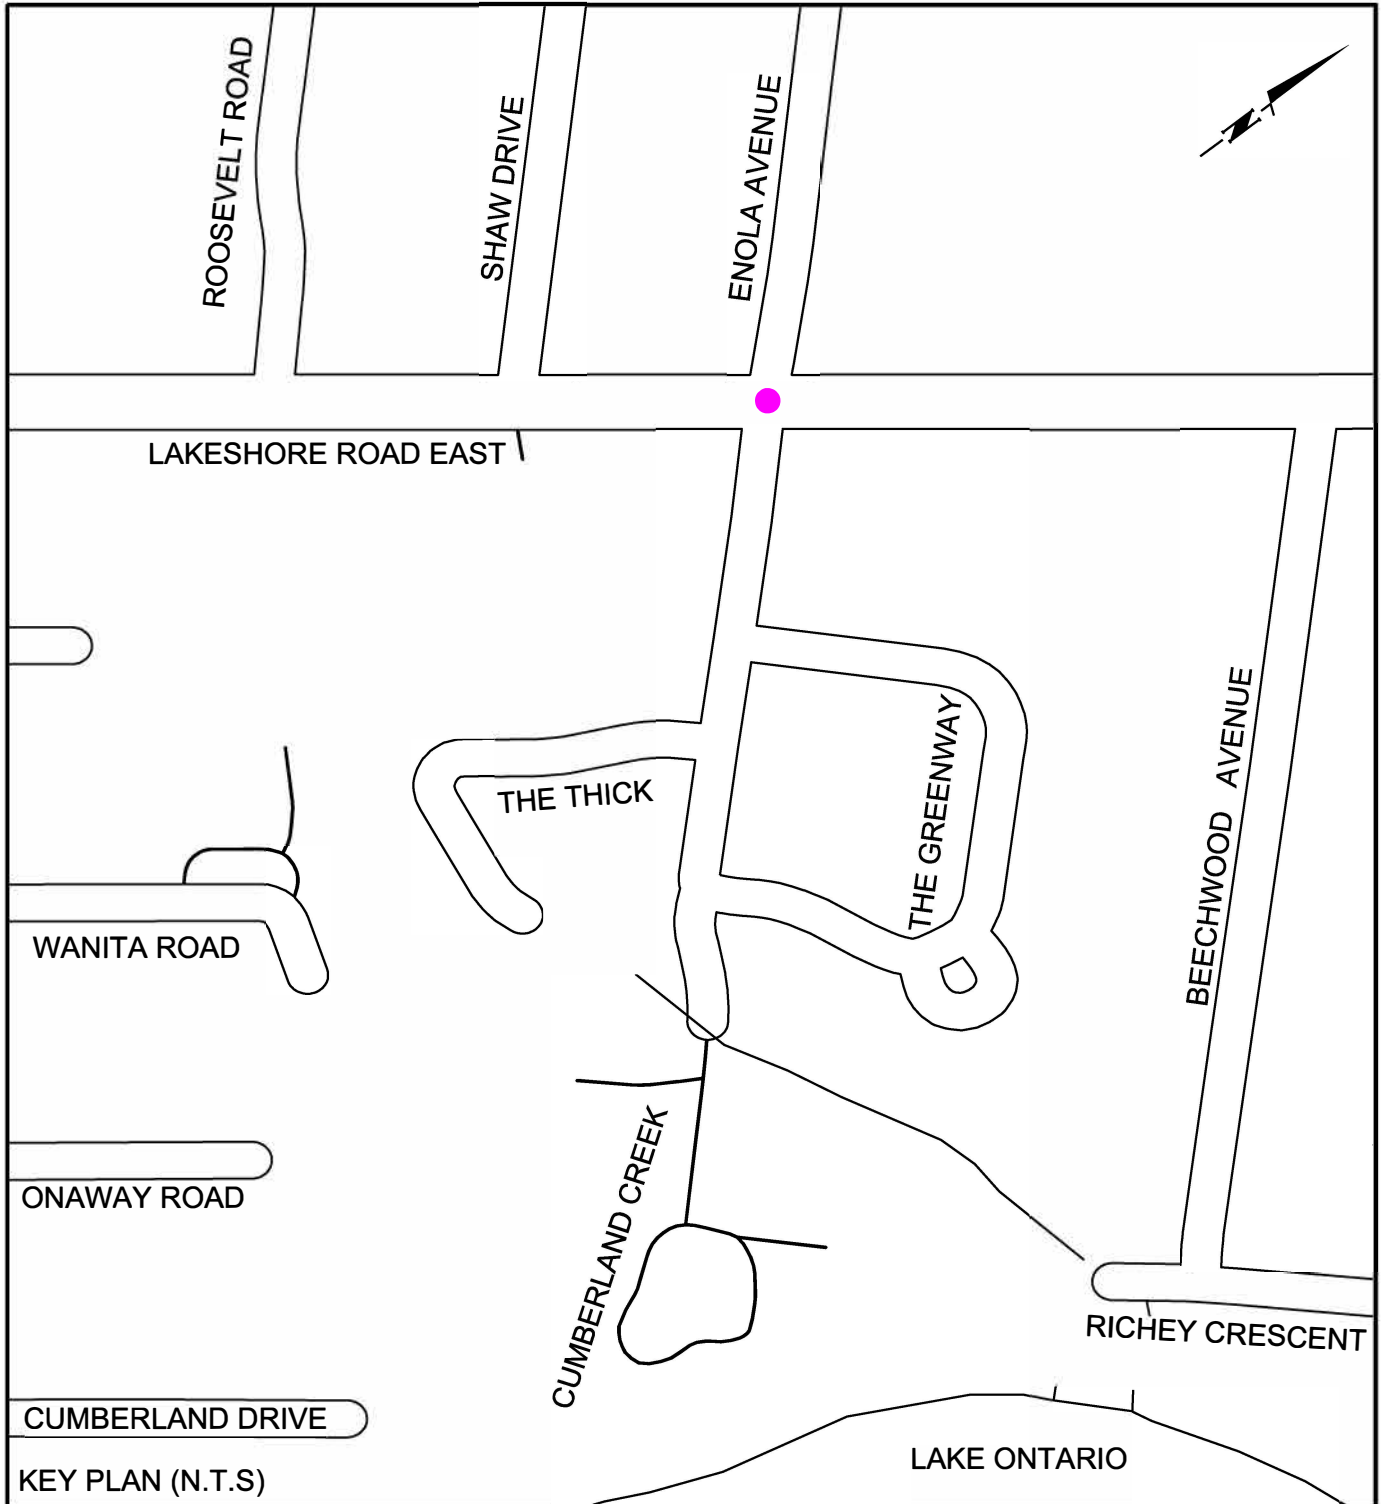 ROOSEVELT ROAD
SHAW DRIVE
ENOLA AVENUE
N
LAKESHORE ROAD EAST
THE THICK
THE GREENWAY
BEECHWOOD AVENUE
WANITA ROAD
ONAWAY ROAD
CUMBERLAND CREEK
RICHEY CRESCENT
CUMBERLAND DRIVE
LAKE ONTARIO
KEY PLAN (N.T.S)